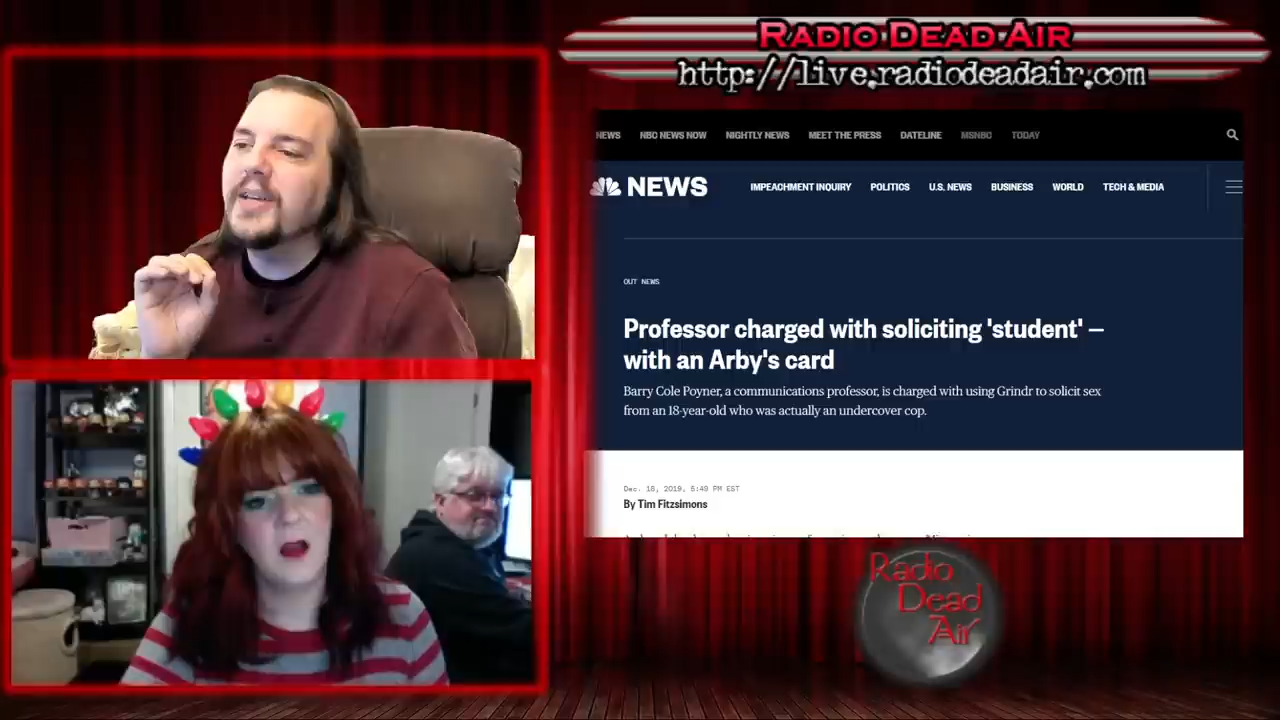 RADIO DEAD AIR
http://live.radiodeadair.com
NEWS NBC NEWS NOW NIGHTLY NEWS MEET THE PRESS DATELINE MSNBC TODAY
NEWS IMPEACHMENT INQUIRY POLITICS U.S. NEWS BUSINESS WORLD TECH & MEDIA
OUT NEWS
Professor charged with soliciting 'student' —
with an Arby's card
Barry Cole Poyner, a communications professor, is charged with using Grindr to solicit sex
from an 18-year-old who was actually an undercover cop.
Dec. 18, 2019, 5:49 PM EST
By Tim Fitzsimons
Radio
Dead
Air